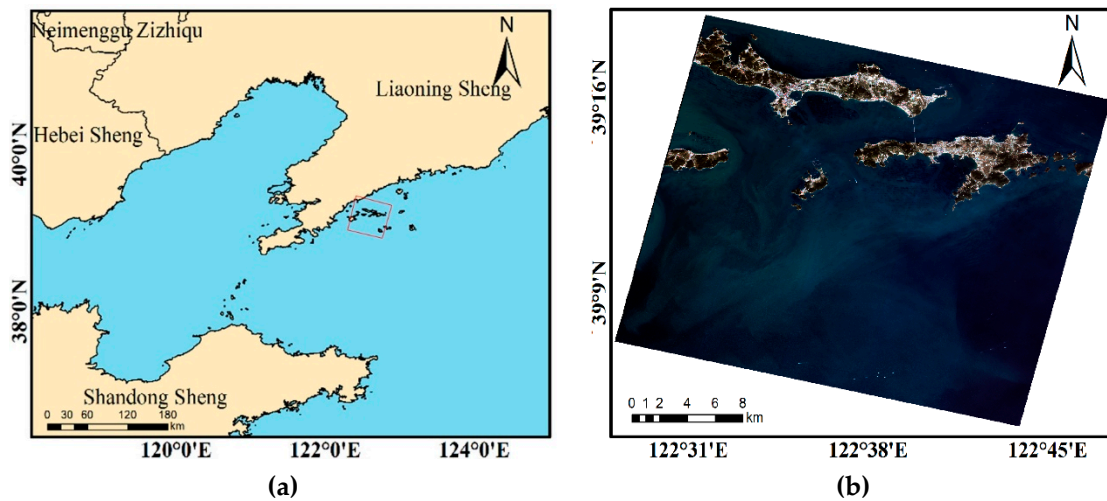 Neimenggu Zizhiqu
N
Liaoning Sheng
Hebei Sheng
40°0'N
38°0'N
Shandong Sheng
0 30 60 120 180
km
120°0'E 122°0'E 124°0'E
(a)
N
39°16'N
39°9'N
0 1 2 4 6 8
km
122°31'E 122°38'E 122°45'E
(b)